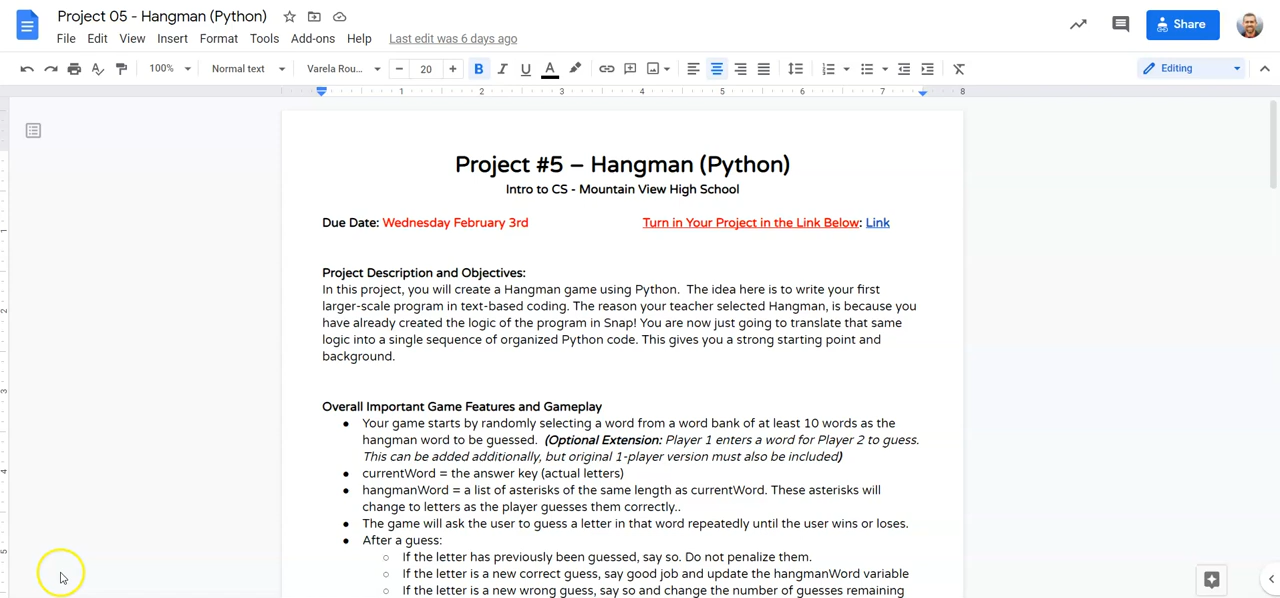 Project 05 - Hangman (Python)
File Edit View Insert Format Tools Add-ons Help Last edit was 6 days ago
Share
100% Normal text Varela Rou... − 20 + B I U A Editing
1 2 3 4 5 6 7 8
Project #5 – Hangman (Python)
Intro to CS - Mountain View High School
Due Date: Wednesday February 3rd Turn in Your Project in the Link Below: Link
Project Description and Objectives:
In this project, you will create a Hangman game using Python. The idea here is to write your first
larger-scale program in text-based coding. The reason your teacher selected Hangman, is because you
have already created the logic of the program in Snap! You are now just going to translate that same
logic into a single sequence of organized Python code. This gives you a strong starting point and
background.
Overall Important Game Features and Gameplay
● Your game starts by randomly selecting a word from a word bank of at least 10 words as the
hangman word to be guessed. (Optional Extension: Player 1 enters a word for Player 2 to guess.
This can be added additionally, but original 1-player version must also be included)
● currentWord = the answer key (actual letters)
● hangmanWord = a list of asterisks of the same length as currentWord. These asterisks will
change to letters as the player guesses them correctly..
● The game will ask the user to guess a letter in that word repeatedly until the user wins or loses.
● After a guess:
○ If the letter has previously been guessed, say so. Do not penalize them.
○ If the letter is a new correct guess, say good job and update the hangmanWord variable
○ If the letter is a new wrong guess, say so and change the number of guesses remaining
1
2
3
4
5